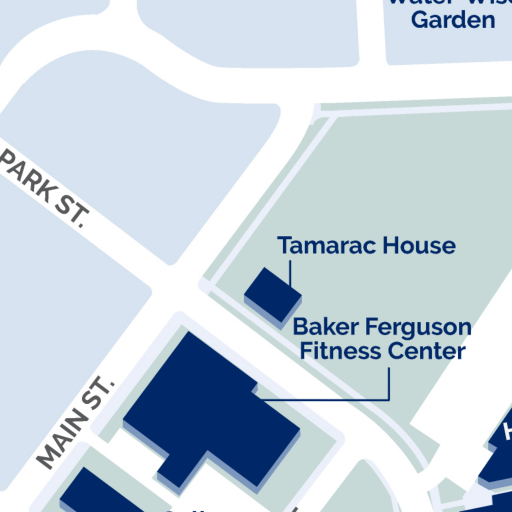 Garden
PARK ST.
Tamarac House
Baker Ferguson
Fitness Center
MAIN ST.